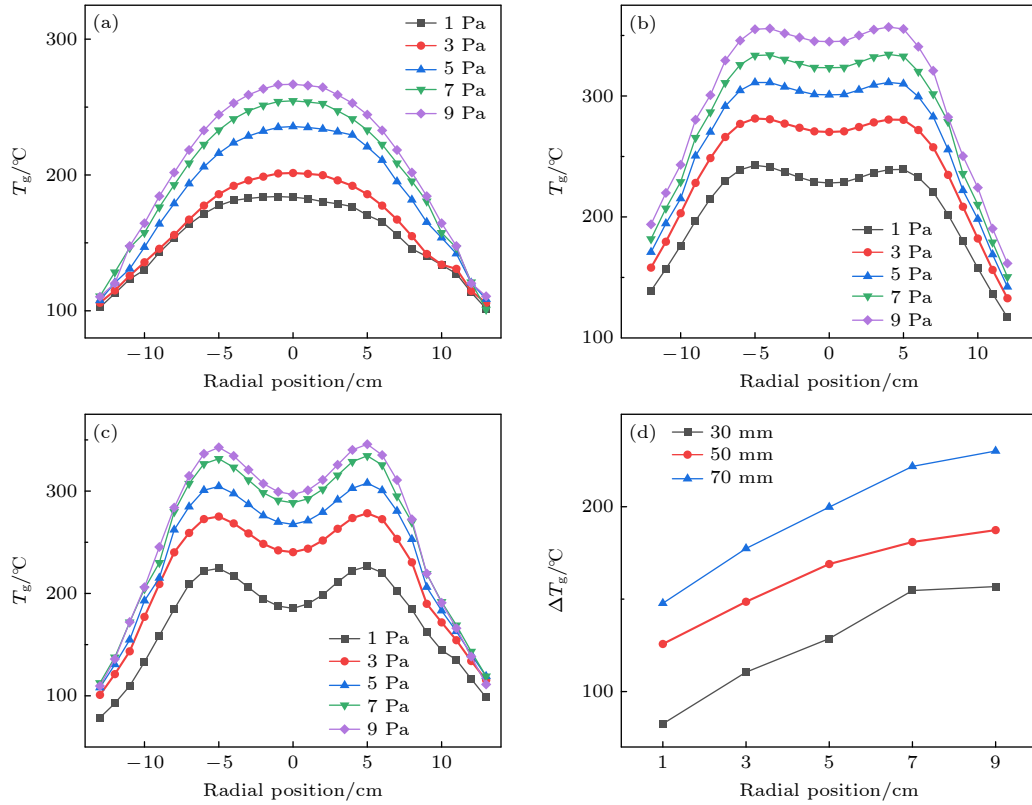 (a)
1 Pa
3 Pa
5 Pa
7 Pa
9 Pa
300
200
100
Tg/℃
−10
−5
0
5
10
Radial position/cm
(b)
1 Pa
3 Pa
5 Pa
7 Pa
9 Pa
300
200
100
Tg/℃
−10
−5
0
5
10
Radial position/cm
(c)
1 Pa
3 Pa
5 Pa
7 Pa
9 Pa
300
200
100
Tg/℃
−10
−5
0
5
10
Radial position/cm
(d)
30 mm
50 mm
70 mm
200
100
ΔTg/℃
1
3
5
7
9
Radial position/cm